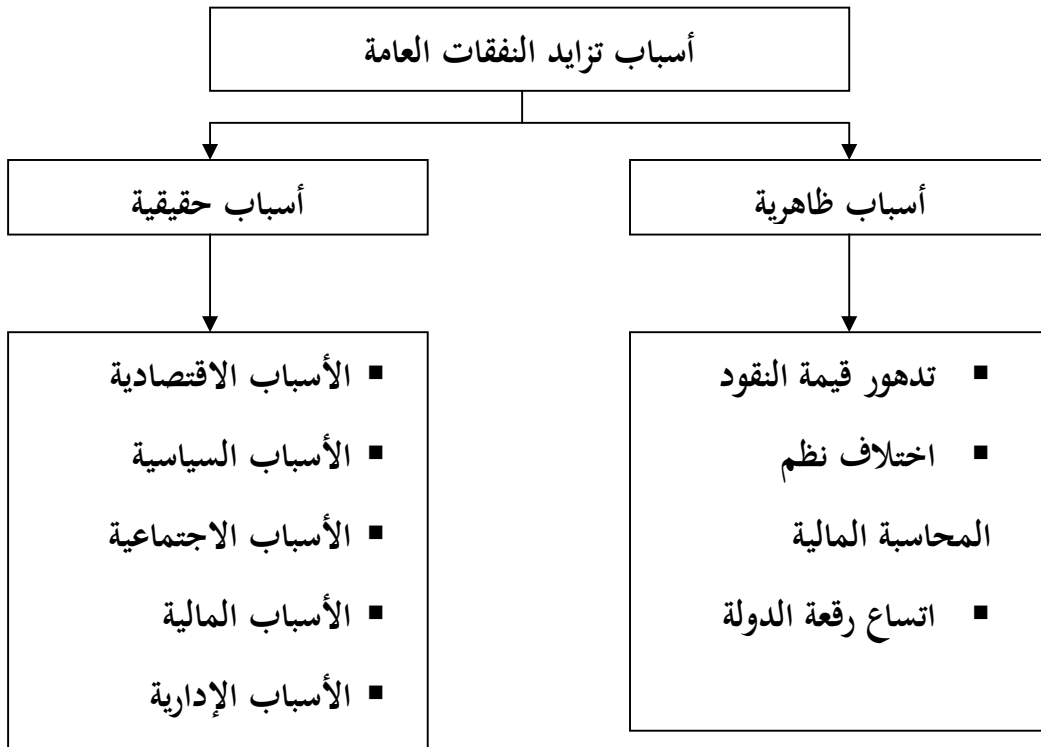 أسباب تزايد النفقات العامة
أسباب ظاهرية
أسباب حقيقية
▪ تدهور قيمة النقود
▪ اختلاف نظم
المحاسبة المالية
▪ اتساع رقعة الدولة
▪ الأسباب الاقتصادية
▪ الأسباب السياسية
▪ الأسباب الاجتماعية
▪ الأسباب المالية
▪ الأسباب الإدارية